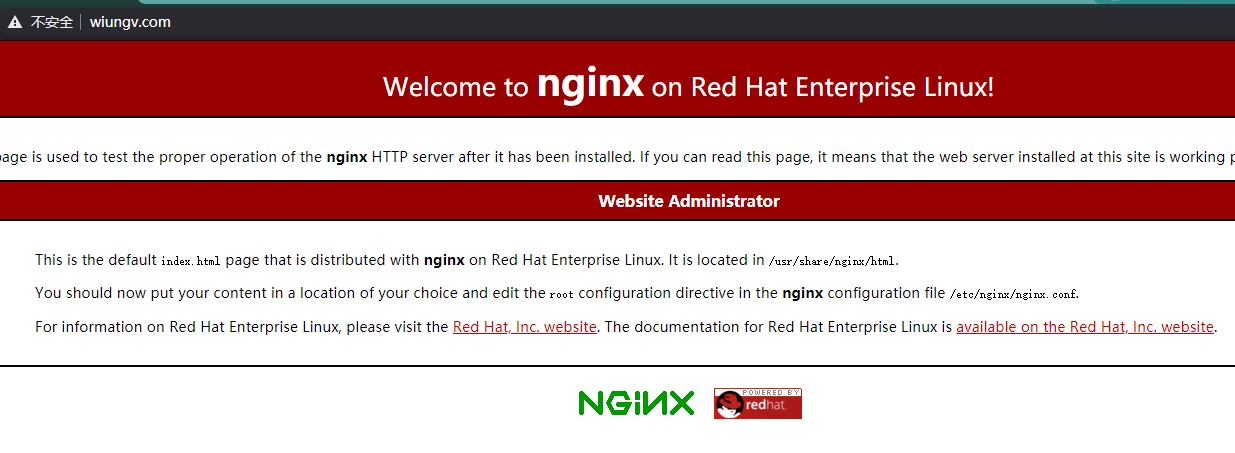 不安全 wiungv.com
Welcome to nginx on Red Hat Enterprise Linux!
page is used to test the proper operation of the nginx HTTP server after it has been installed. If you can read this page, it means that the web server installed at this site is working p
Website Administrator
This is the default index.html page that is distributed with nginx on Red Hat Enterprise Linux. It is located in /usr/share/nginx/html.
You should now put your content in a location of your choice and edit the root configuration directive in the nginx configuration file /etc/nginx/nginx.conf.
For information on Red Hat Enterprise Linux, please visit the Red Hat, Inc. website. The documentation for Red Hat Enterprise Linux is available on the Red Hat, Inc. website.
NGiNX POWERED BY redhat.